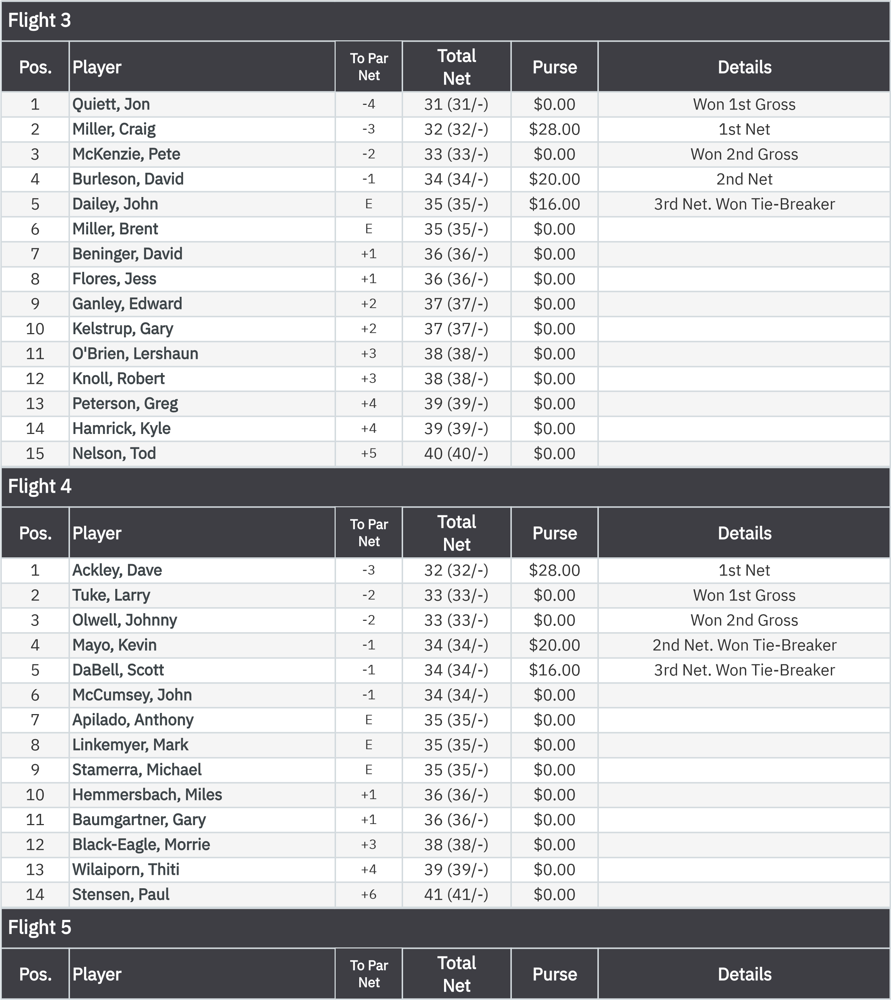 Flight 3
Pos. Player To Par Net Total Net Purse Details
1 Quiett, Jon -4 31 (31/-) $0.00 Won 1st Gross
2 Miller, Craig -3 32 (32/-) $28.00 1st Net
3 McKenzie, Pete -2 33 (33/-) $0.00 Won 2nd Gross
4 Burleson, David -1 34 (34/-) $20.00 2nd Net
5 Dailey, John E 35 (35/-) $16.00 3rd Net. Won Tie-Breaker
6 Miller, Brent E 35 (35/-) $0.00
7 Beninger, David +1 36 (36/-) $0.00
8 Flores, Jess +1 36 (36/-) $0.00
9 Ganley, Edward +2 37 (37/-) $0.00
10 Kelstrup, Gary +2 37 (37/-) $0.00
11 O'Brien, Lershaun +3 38 (38/-) $0.00
12 Knoll, Robert +3 38 (38/-) $0.00
13 Peterson, Greg +4 39 (39/-) $0.00
14 Hamrick, Kyle +4 39 (39/-) $0.00
15 Nelson, Tod +5 40 (40/-) $0.00
Flight 4
Pos. Player To Par Net Total Net Purse Details
1 Ackley, Dave -3 32 (32/-) $28.00 1st Net
2 Tuke, Larry -2 33 (33/-) $0.00 Won 1st Gross
3 Olwell, Johnny -2 33 (33/-) $0.00 Won 2nd Gross
4 Mayo, Kevin -1 34 (34/-) $20.00 2nd Net. Won Tie-Breaker
5 DaBell, Scott -1 34 (34/-) $16.00 3rd Net. Won Tie-Breaker
6 McCumsey, John -1 34 (34/-) $0.00
7 Apilado, Anthony E 35 (35/-) $0.00
8 Linkemyer, Mark E 35 (35/-) $0.00
9 Stamerra, Michael E 35 (35/-) $0.00
10 Hemmersbach, Miles +1 36 (36/-) $0.00
11 Baumgartner, Gary +1 36 (36/-) $0.00
12 Black-Eagle, Morrie +3 38 (38/-) $0.00
13 Wilaiporn, Thiti +4 39 (39/-) $0.00
14 Stensen, Paul +6 41 (41/-) $0.00
Flight 5
Pos. Player To Par Net Total Net Purse Details